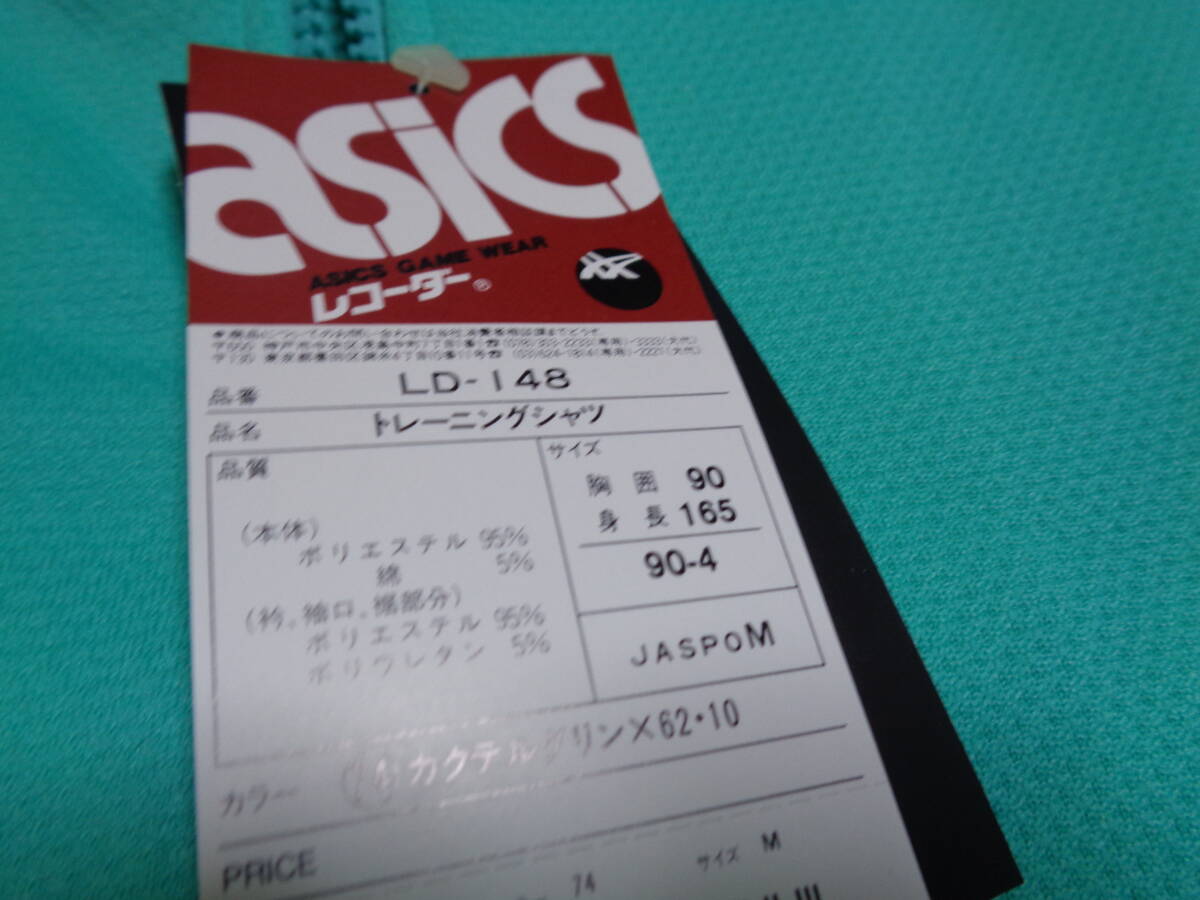 asics
ASICS GAME WEAR
レコーダー®
品番 LD-148
品名 トレーニングシャツ
品質
(本体)
ポリエステル 95%
綿 5%
(衿、袖口、裾部分)
ポリエステル 95%
ポリウレタン 5%
サイズ
胸囲 90
身長 165
90-4
JASPO M
カラー カクテルグリン×62・10
PRICE
74 サイズ M